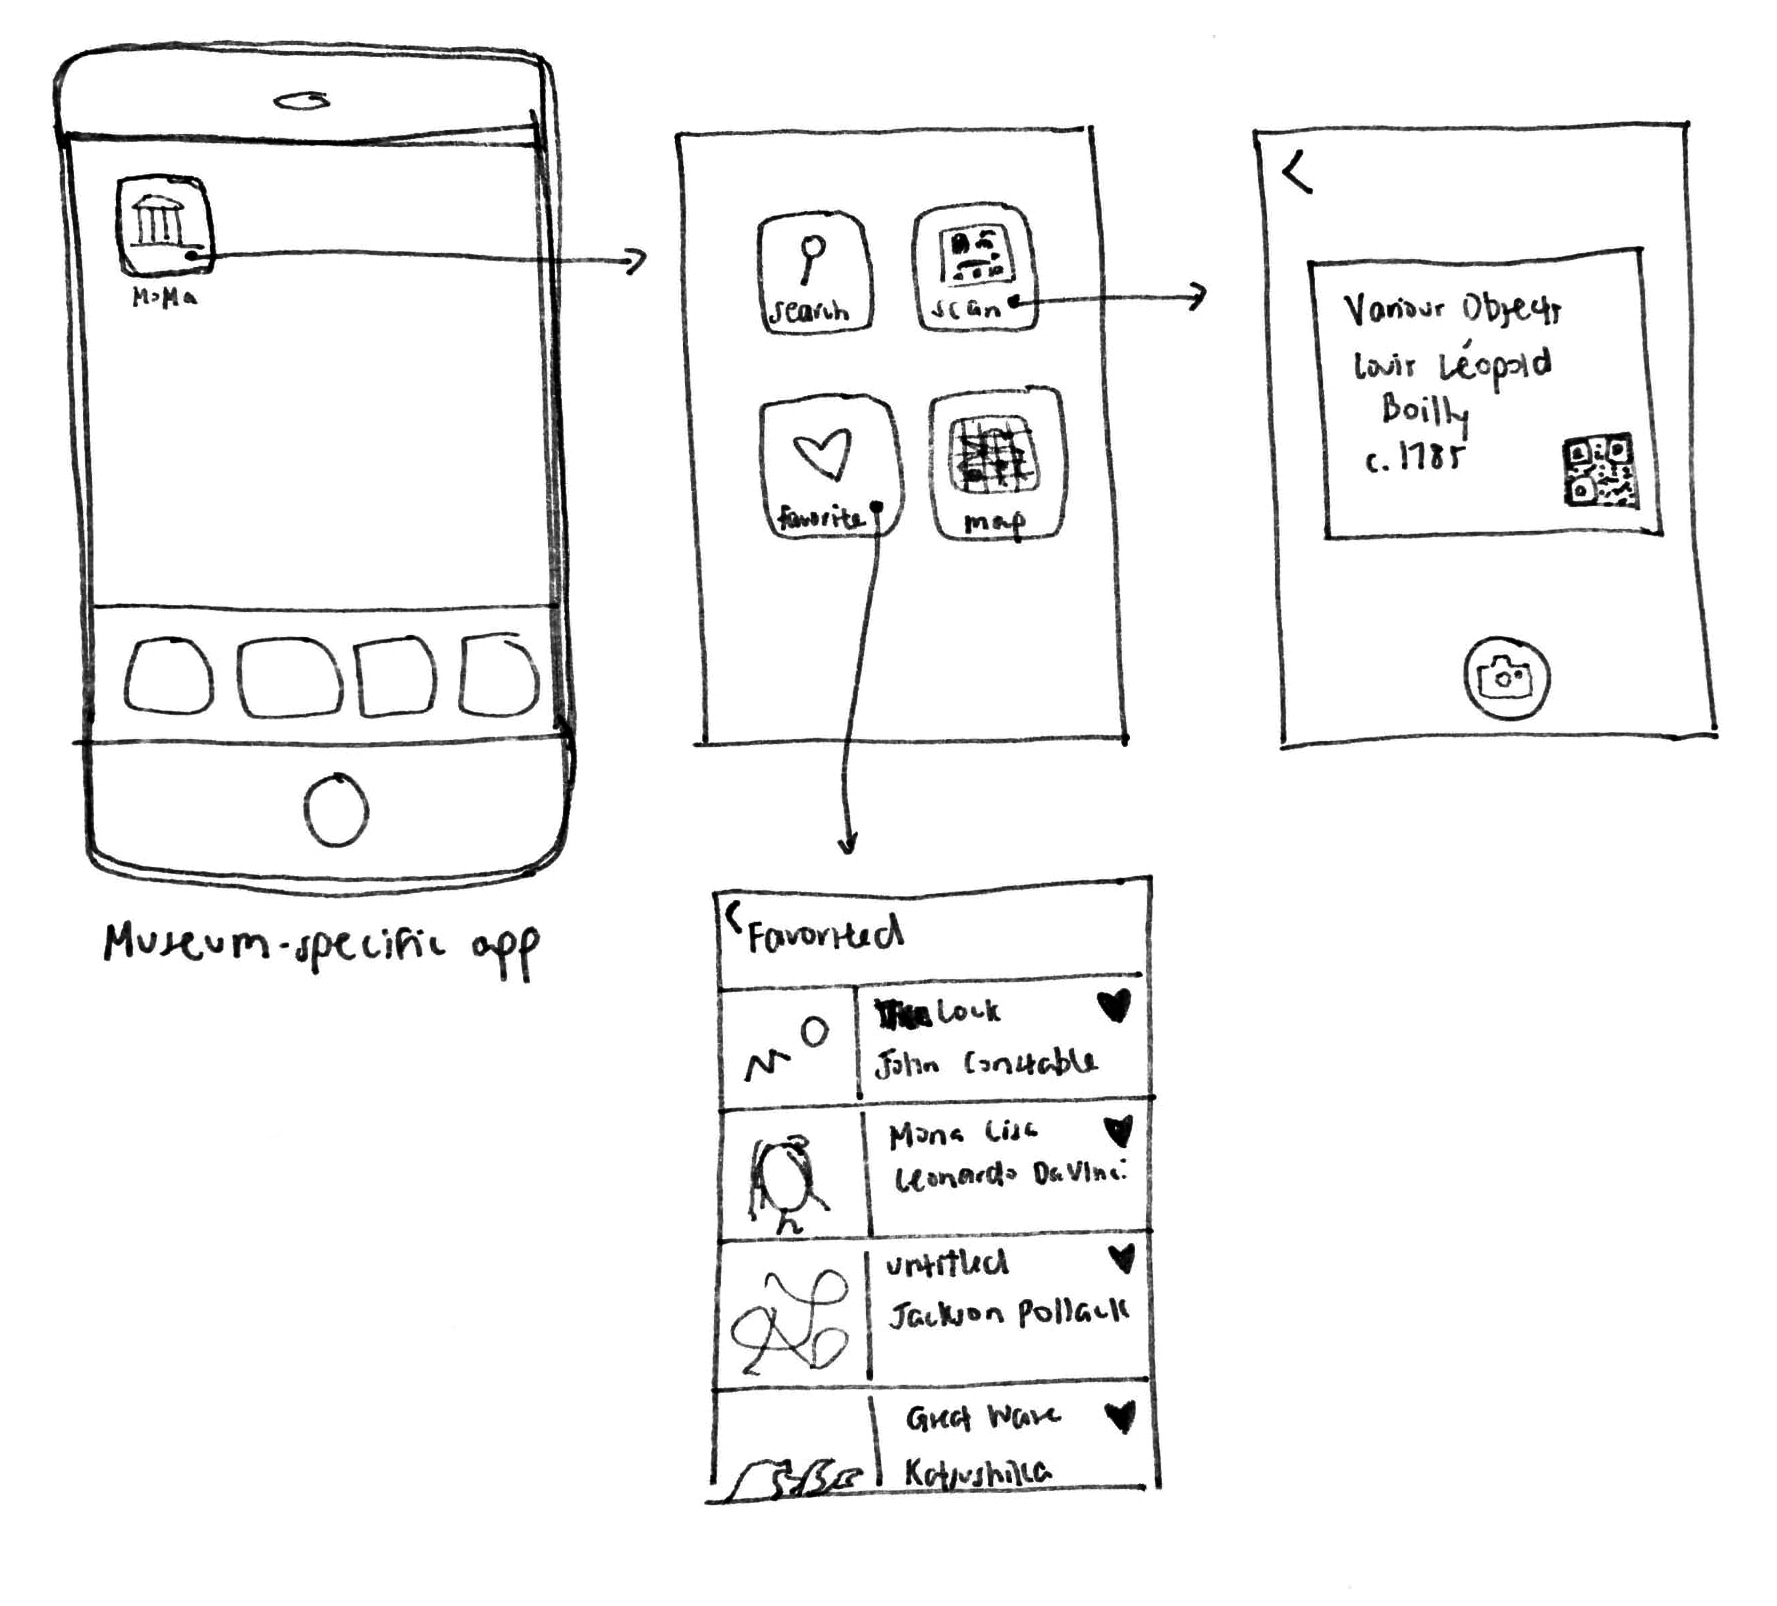 MoMa
Museum-specific app
search
scan
favorite
map
Various Objects
Louis Léopold
Boilly
c. 1785
Favorited
Lock
John Constable
Mona Lisa
Leonardo DaVinci
untitled
Jackson Pollack
Great Wave
Katsushika